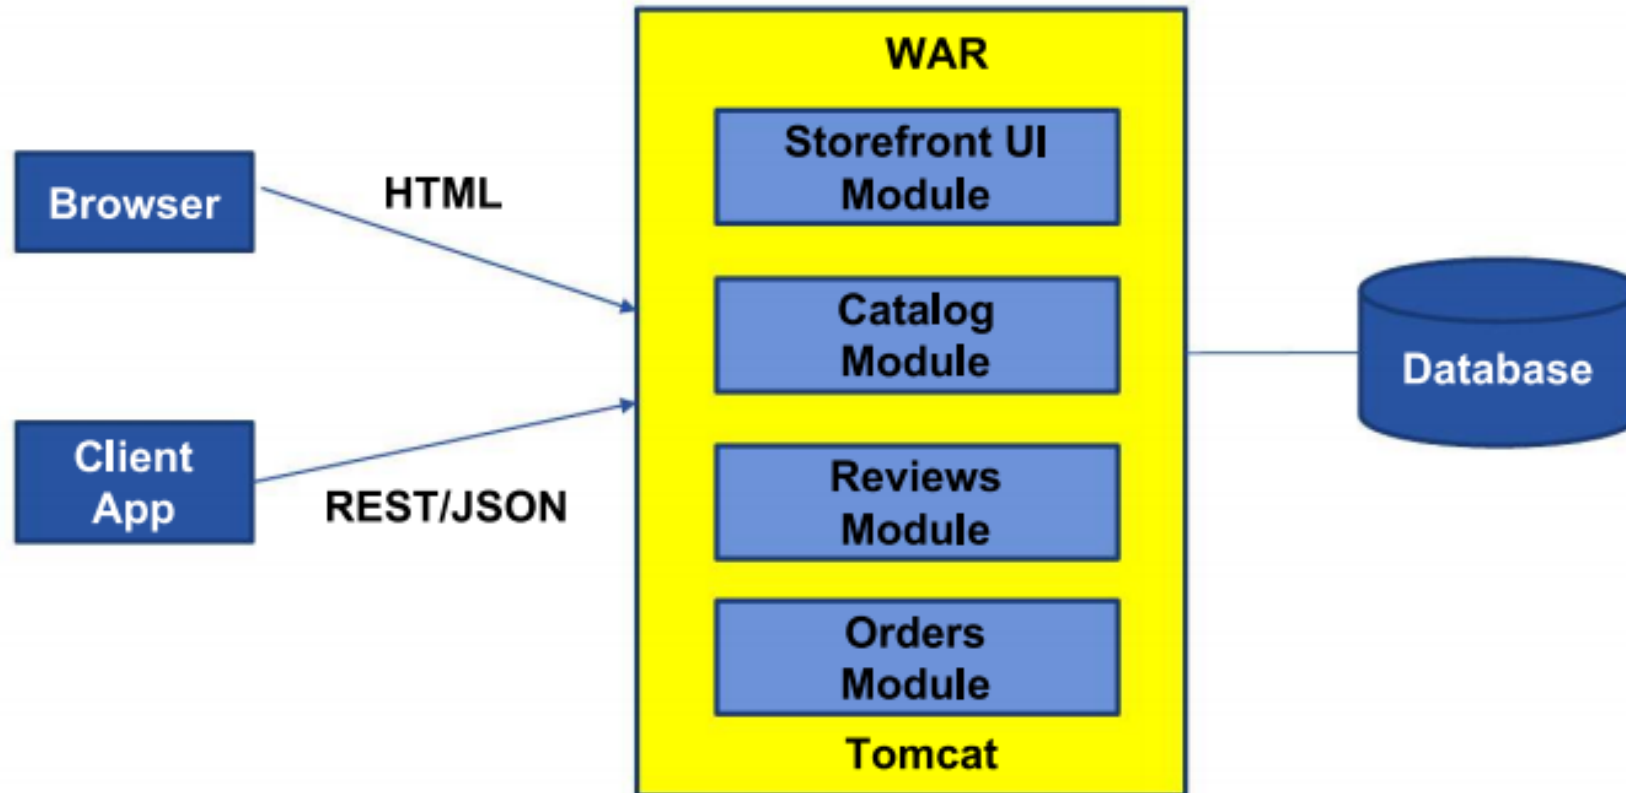 WAR
Storefront UI
Module
Browser
HTML
Catalog
Module
Database
Client
App
REST/JSON
Reviews
Module
Orders
Module
Tomcat